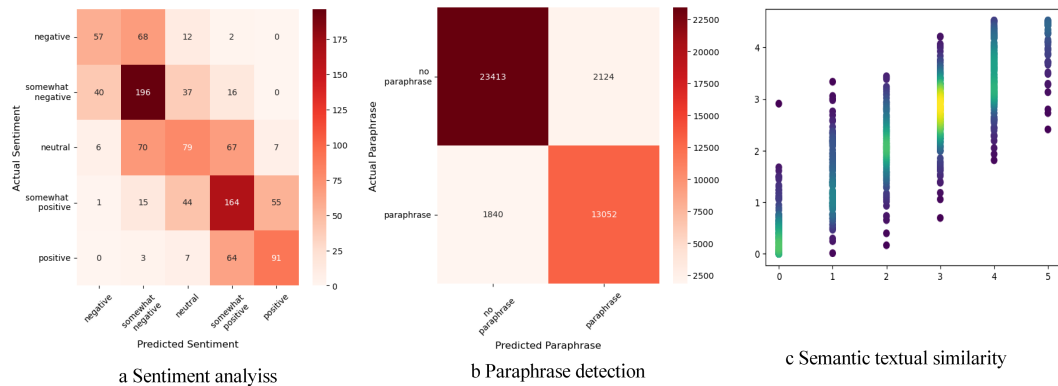 negative
somewhat
negative
neutral
somewhat
positive
positive
Actual Sentiment
57 68 12 2 0
40 196 37 16 0
6 70 79 67 7
1 15 44 164 55
0 3 7 64 91
negative
somewhat
negative
neutral
somewhat
positive
positive
Predicted Sentiment
175
150
125
100
75
50
25
0
a Sentiment analyiss
no
paraphrase
paraphrase
Actual Paraphrase
23413 2124
1840 13052
no
paraphrase
paraphrase
Predicted Paraphrase
22500
20000
17500
15000
12500
10000
7500
5000
2500
b Paraphrase detection
4
3
2
1
0
0 1 2 3 4 5
c Semantic textual similarity